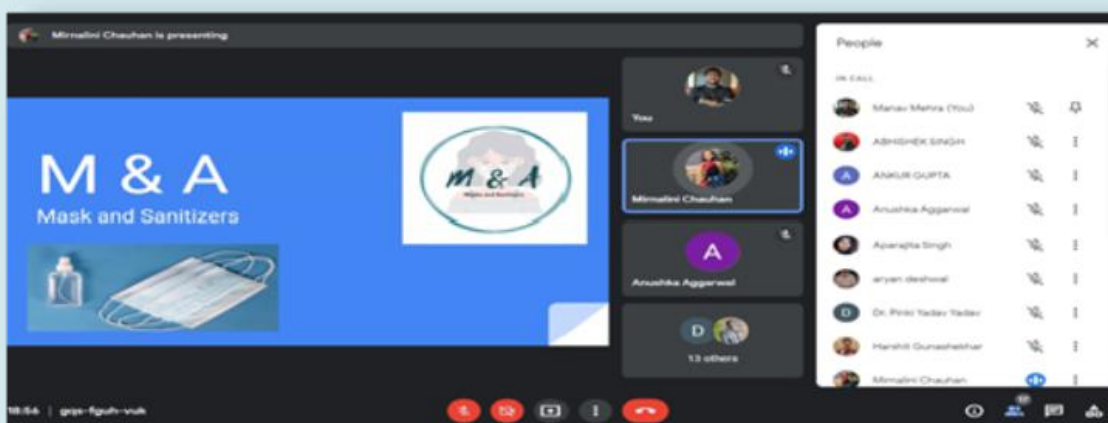 Mirnalini Chauhan is presenting
M & A
Mask and Sanitizers
M & A
You
Mirnalini Chauhan
A
Anushka Aggarwal
D
13 others
18:56 | gqs-fguh-vuk
People
IN CALL
Manav Mehra (You)
ABHISHEK SINGH
A ANKUR GUPTA
A Anushka Aggarwal
Aparajita Singh
aryan deshwal
D Dr. Pinki Yadav Yadav
Harshit Gunashekhar
Mirnalini Chauhan
17